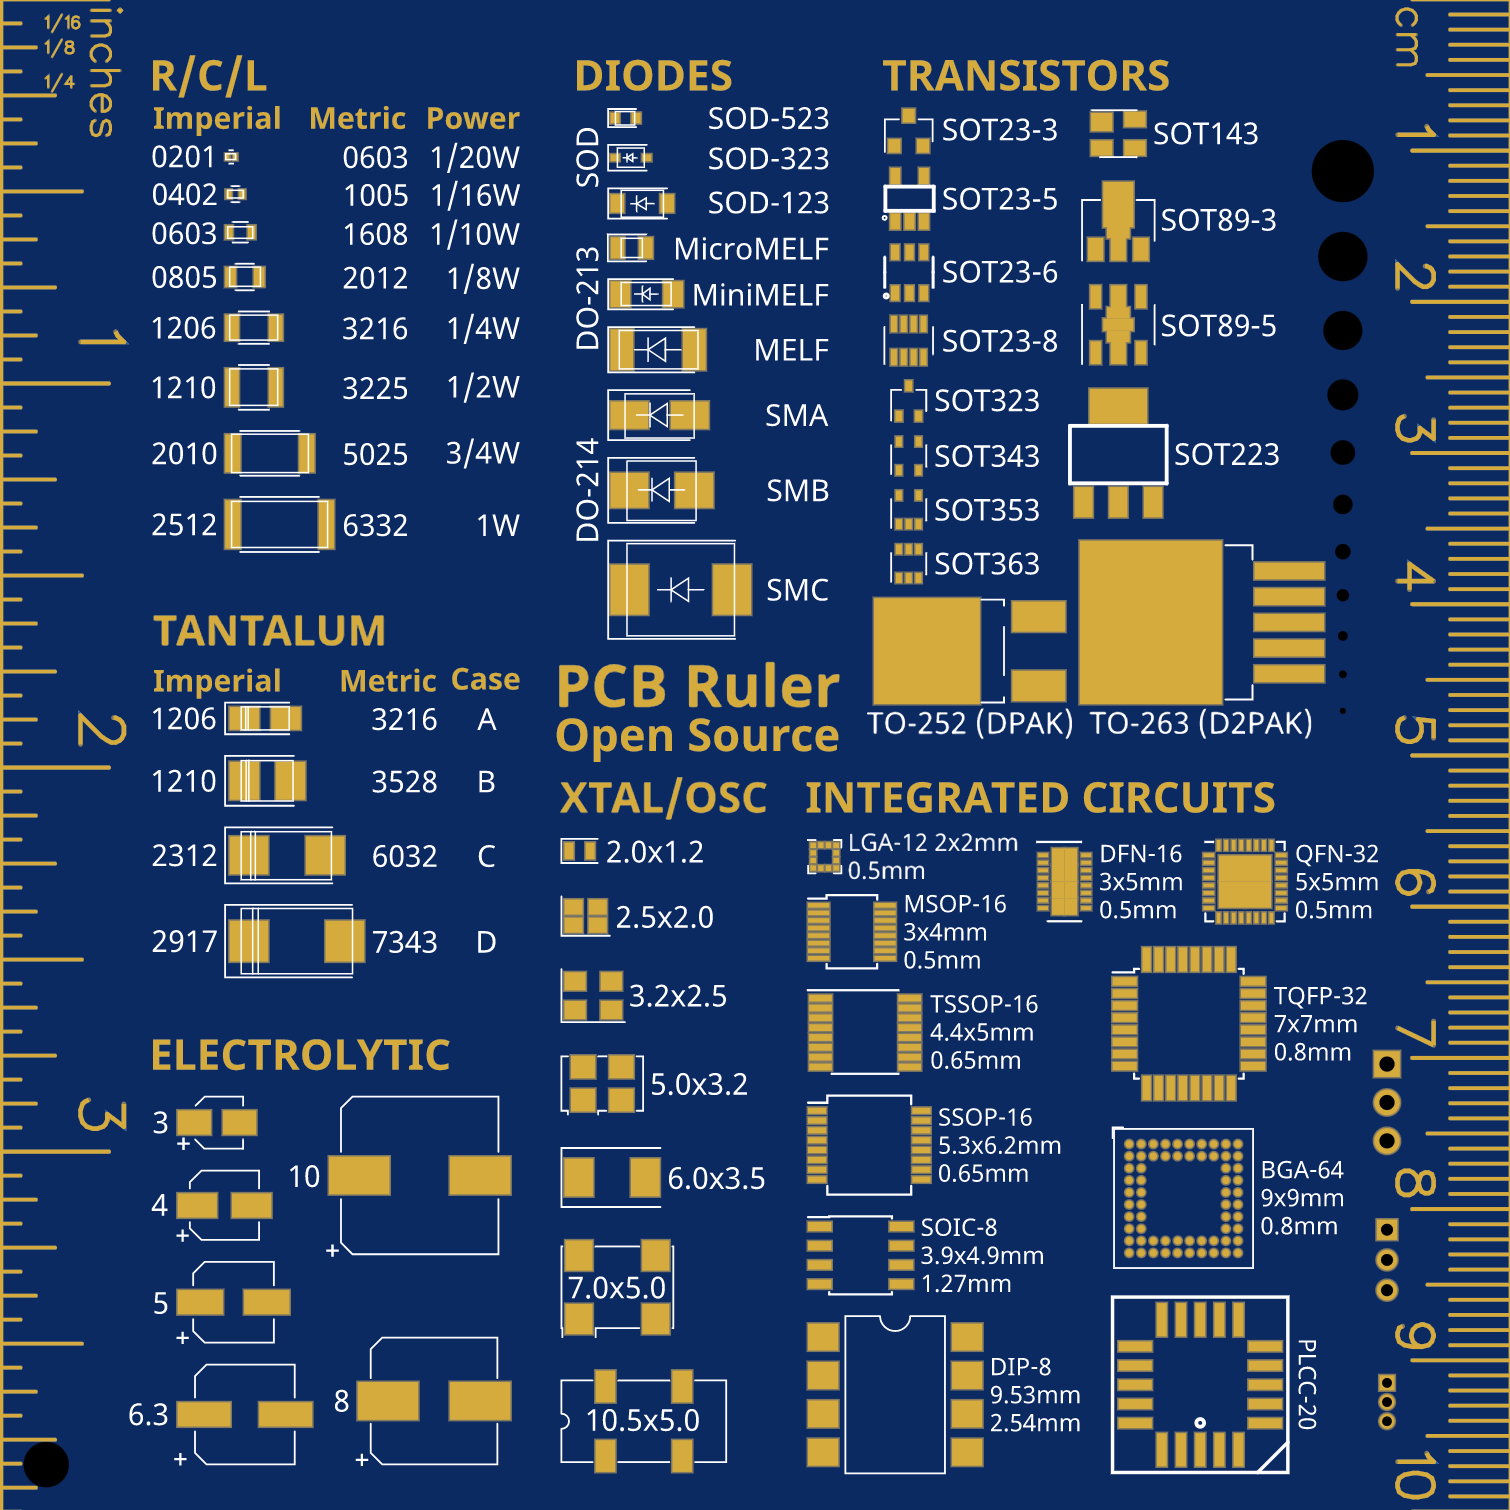 inches
1/16
1/8
1/4
1
2
3
R/C/L
Imperial Metric Power
0201 0603 1/20W
0402 1005 1/16W
0603 1608 1/10W
0805 2012 1/8W
1206 3216 1/4W
1210 3225 1/2W
2010 5025 3/4W
2512 6332 1W
TANTALUM
Imperial Metric Case
1206 3216 A
1210 3528 B
2312 6032 C
2917 7343 D
ELECTROLYTIC
3
+
4
+
5
+
6.3
+
10
+
8
+
DIODES
SOD
SOD-523
SOD-323
SOD-123
DO-213
MicroMELF
MiniMELF
MELF
DO-214
SMA
SMB
SMC
PCB Ruler
Open Source
XTAL/OSC
2.0x1.2
2.5x2.0
3.2x2.5
5.0x3.2
6.0x3.5
7.0x5.0
10.5x5.0
TRANSISTORS
SOT23-3
SOT23-5
SOT23-6
SOT23-8
SOT323
SOT343
SOT353
SOT363
SOT143
SOT89-3
SOT89-5
SOT223
TO-252 (DPAK)
TO-263 (D2PAK)
INTEGRATED CIRCUITS
LGA-12 2x2mm
0.5mm
MSOP-16
3x4mm
0.5mm
TSSOP-16
4.4x5mm
0.65mm
SSOP-16
5.3x6.2mm
0.65mm
SOIC-8
3.9x4.9mm
1.27mm
DIP-8
9.53mm
2.54mm
DFN-16
3x5mm
0.5mm
QFN-32
5x5mm
0.5mm
TQFP-32
7x7mm
0.8mm
BGA-64
9x9mm
0.8mm
PLCC-20
cm
1
2
3
4
5
6
7
8
9
10